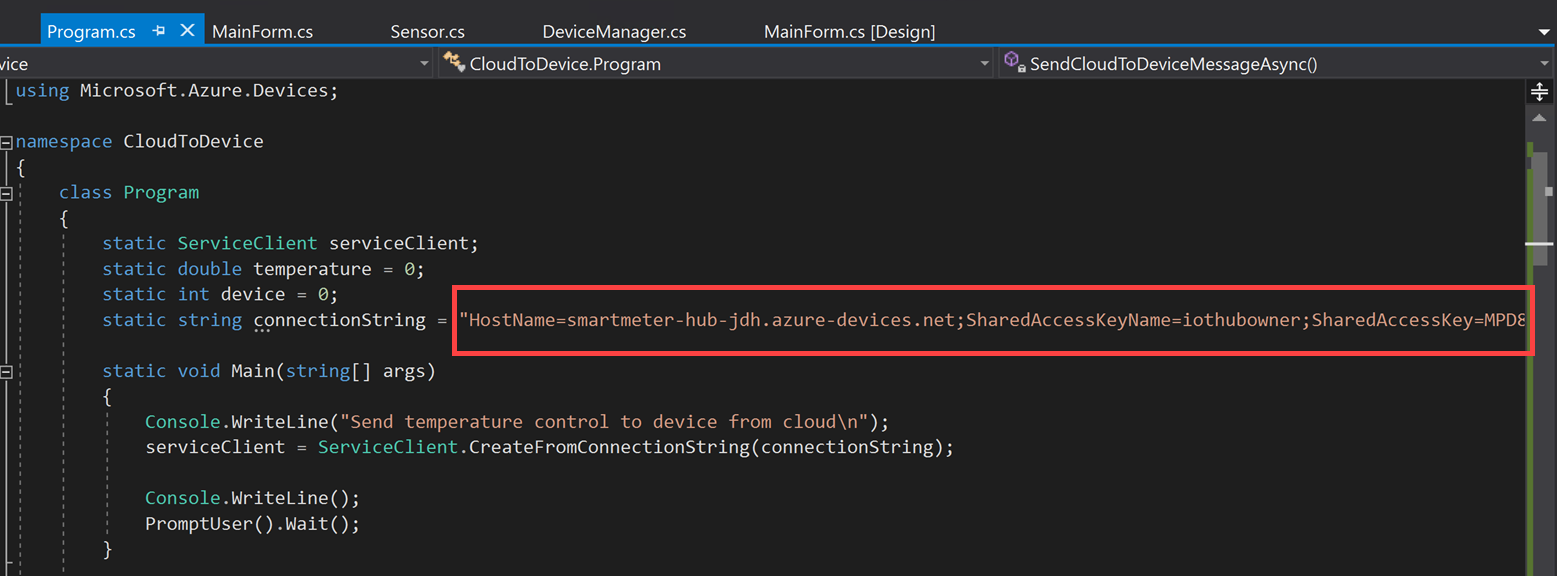 Program.cs MainForm.cs Sensor.cs DeviceManager.cs MainForm.cs [Design]
vice CloudToDevice.Program SendCloudToDeviceMessageAsync()
using Microsoft.Azure.Devices;
namespace CloudToDevice
{
class Program
{
static ServiceClient serviceClient;
static double temperature = 0;
static int device = 0;
static string connectionString = "HostName=smartmeter-hub-jdh.azure-devices.net;SharedAccessKeyName=iothubowner;SharedAccessKey=MPD8
static void Main(string[] args)
{
Console.WriteLine("Send temperature control to device from cloud\n");
serviceClient = ServiceClient.CreateFromConnectionString(connectionString);
Console.WriteLine();
PromptUser().Wait();
}